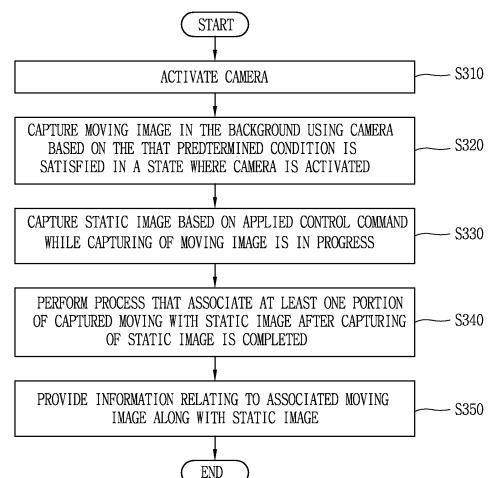 START
ACTIVATE CAMERA
S310
CAPTURE MOVING IMAGE IN THE BACKGROUND USING CAMERA
BASED ON THE THAT PREDTERMINED CONDITION IS
SATISFIED IN A STATE WHERE CAMERA IS ACTIVATED
S320
CAPTURE STATIC IMAGE BASED ON APPLIED CONTROL COMMAND
WHILE CAPTURING OF MOVING IMAGE IS IN PROGRESS
S330
PERFORM PROCESS THAT ASSOCIATE AT LEAST ONE PORTION
OF CAPTURED MOVING WITH STATIC IMAGE AFTER CAPTURING
OF STATIC IMAGE IS COMPLETED
S340
PROVIDE INFORMATION RELATING TO ASSOCIATED MOVING
IMAGE ALONG WITH STATIC IMAGE
S350
END